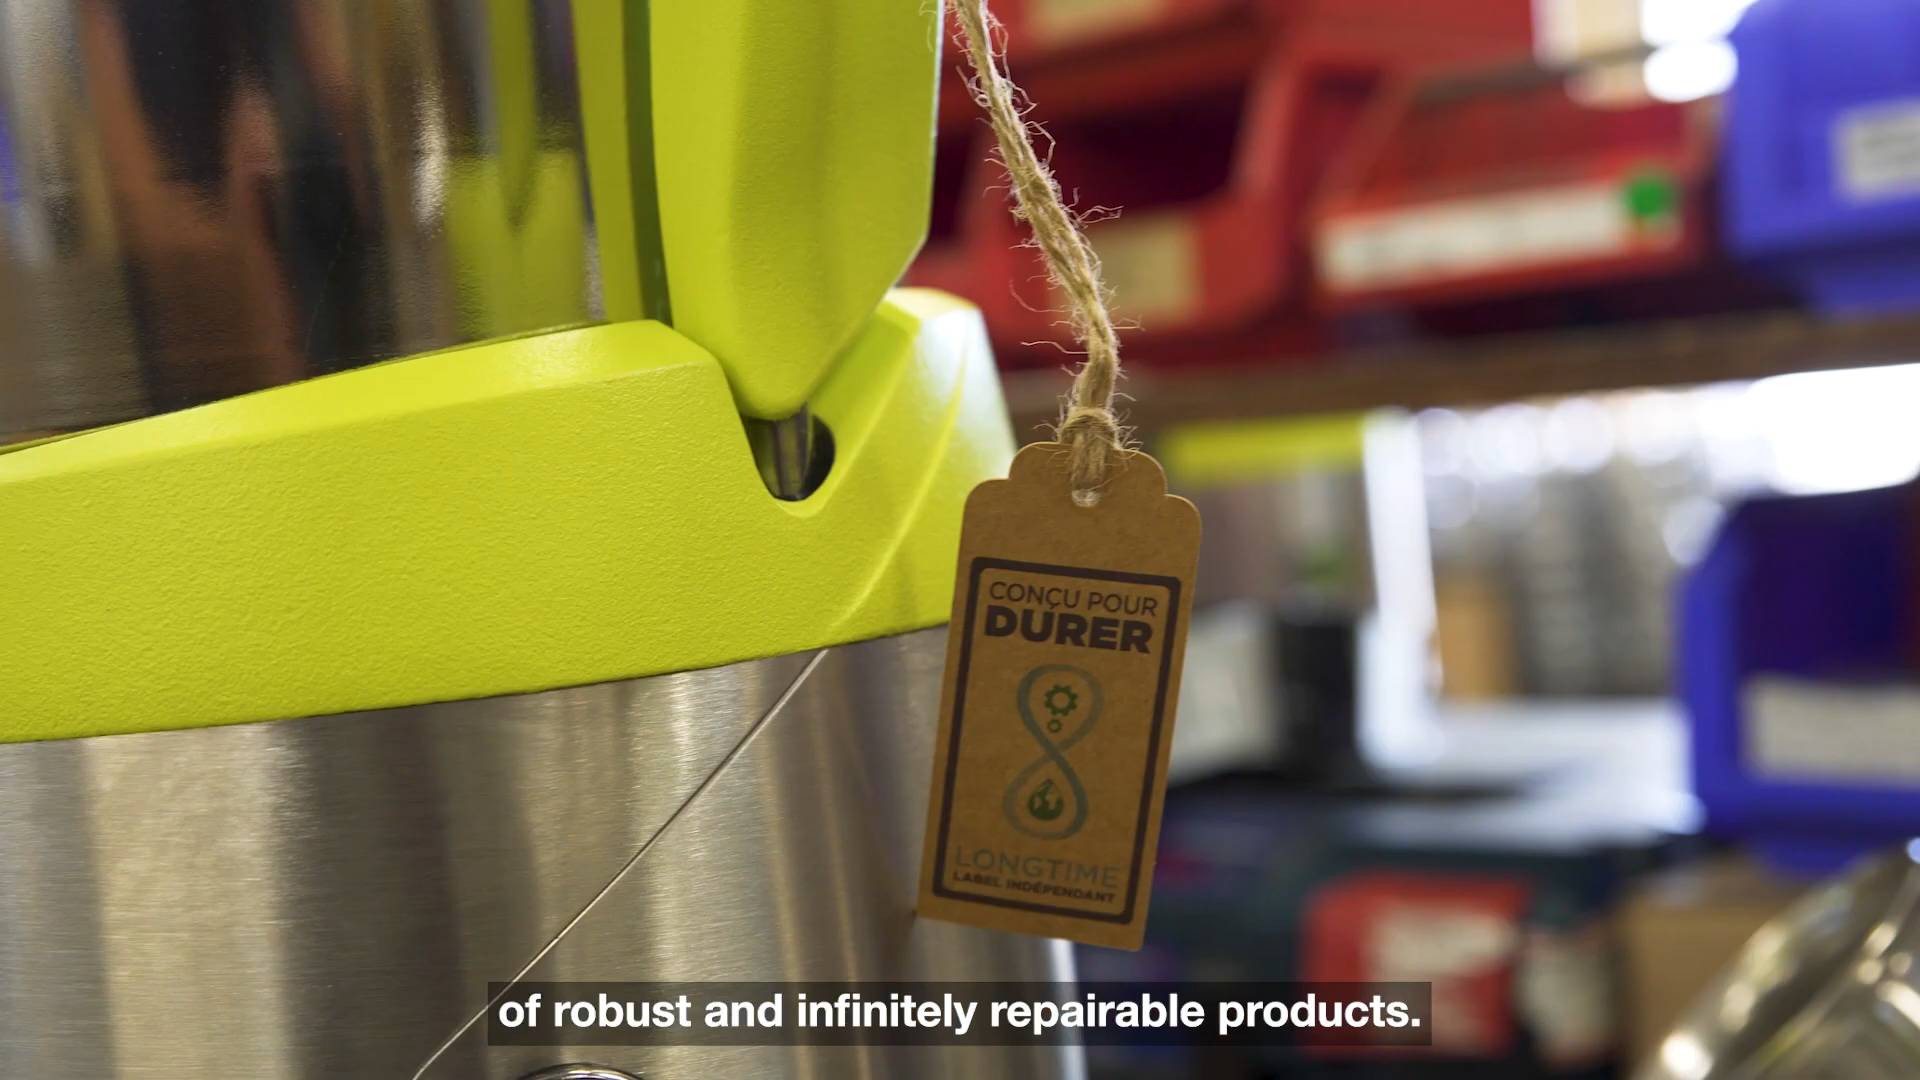 CONÇU POUR
DURER
LONGTIME
LABEL INDÉPENDANT
of robust and infinitely repairable products.